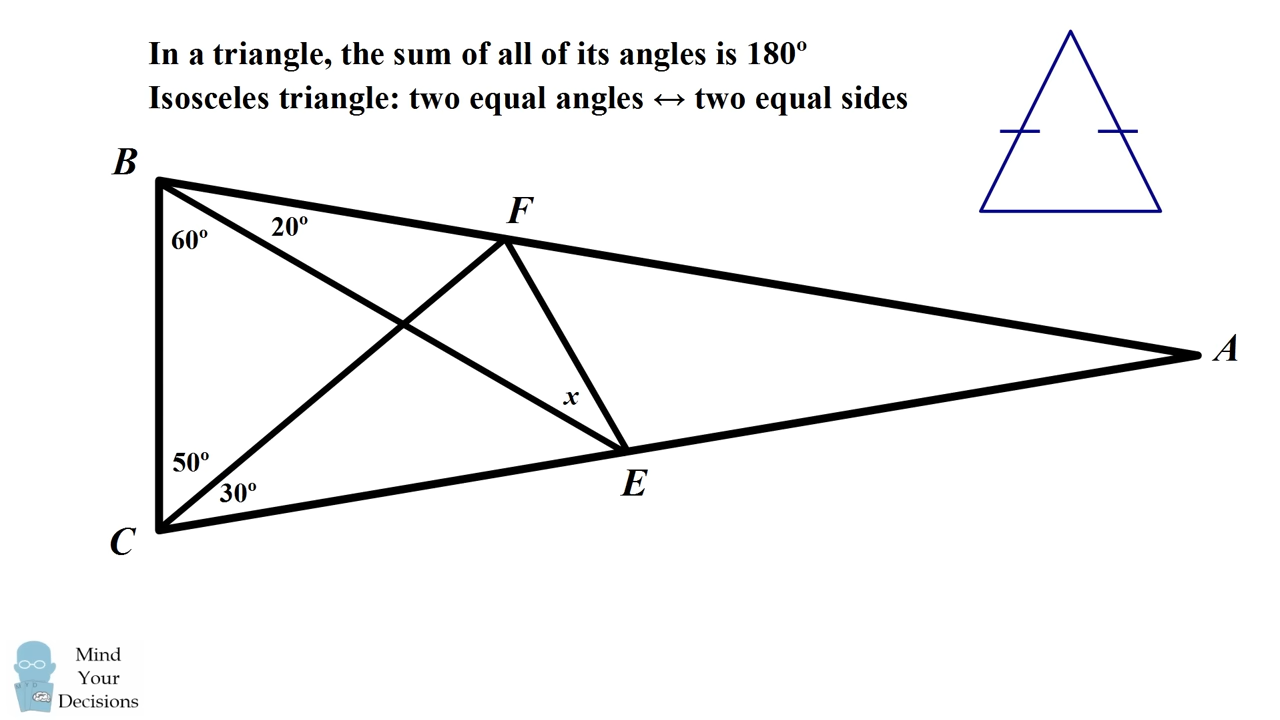 In a triangle, the sum of all of its angles is 180º
Isosceles triangle: two equal angles ↔ two equal sides
B
F
60º
20º
A
x
50º
30º
E
C
Mind
Your
Decisions